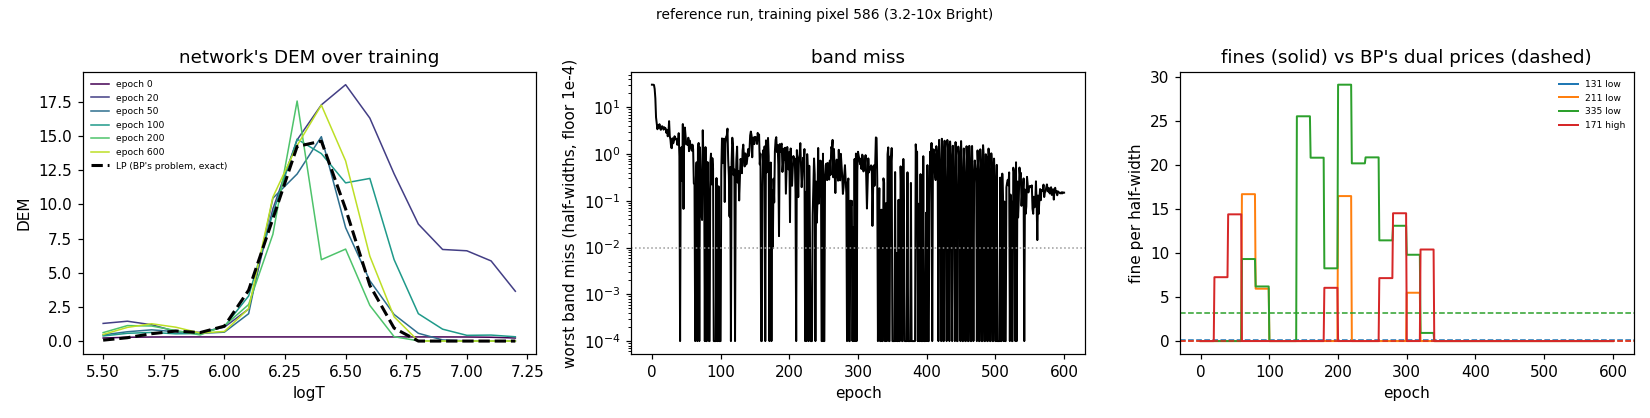 reference run, training pixel 586 (3.2-10x Bright)
network's DEM over training
DEM
17.5
15.0
12.5
10.0
7.5
5.0
2.5
0.0
epoch 0
epoch 20
epoch 50
epoch 100
epoch 200
epoch 600
LP (BP's problem, exact)
5.50 5.75 6.00 6.25 6.50 6.75 7.00 7.25
logT
band miss
worst band miss (half-widths, floor 1e-4)
10¹
10⁰
10⁻¹
10⁻²
10⁻³
10⁻⁴
0 100 200 300 400 500 600
epoch
fines (solid) vs BP's dual prices (dashed)
fine per half-width
30
25
20
15
10
5
0
131 low
211 low
335 low
171 high
0 100 200 300 400 500 600
epoch